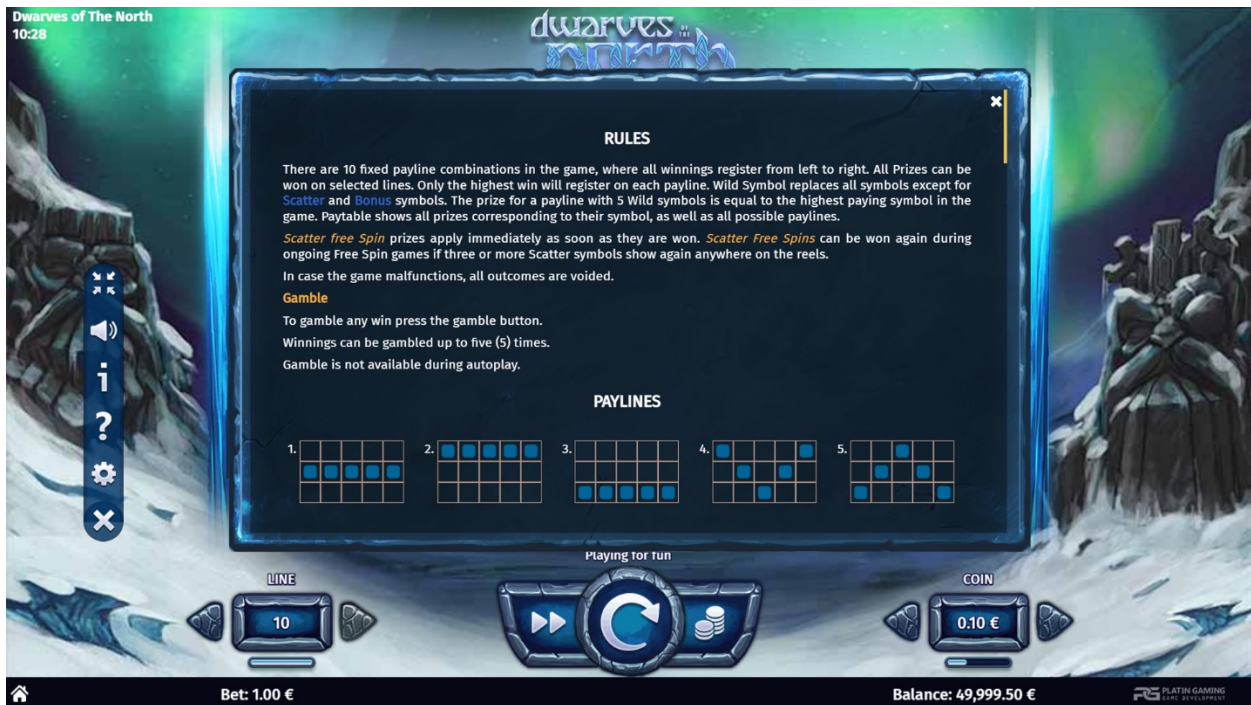 Dwarves of The North
10:28
dwarves OF THE
NORTH
RULES
There are 10 fixed payline combinations in the game, where all winnings register from left to right. All Prizes can be
won on selected lines. Only the highest win will register on each payline. Wild Symbol replaces all symbols except for
Scatter and Bonus symbols. The prize for a payline with 5 Wild symbols is equal to the highest paying symbol in the
game. Paytable shows all prizes corresponding to their symbol, as well as all possible paylines.
Scatter free Spin prizes apply immediately as soon as they are won. Scatter Free Spins can be won again during
ongoing Free Spin games if three or more Scatter symbols show again anywhere on the reels.
In case the game malfunctions, all outcomes are voided.
Gamble
To gamble any win press the gamble button.
Winnings can be gambled up to five (5) times.
Gamble is not available during autoplay.
PAYLINES
1. 2. 3. 4. 5.
Playing for fun
LINE
COIN
10
0.10 €
Bet: 1.00 €
Balance: 49,999.50 €
PG PLATIN GAMING
GAME DEVELOPMENT